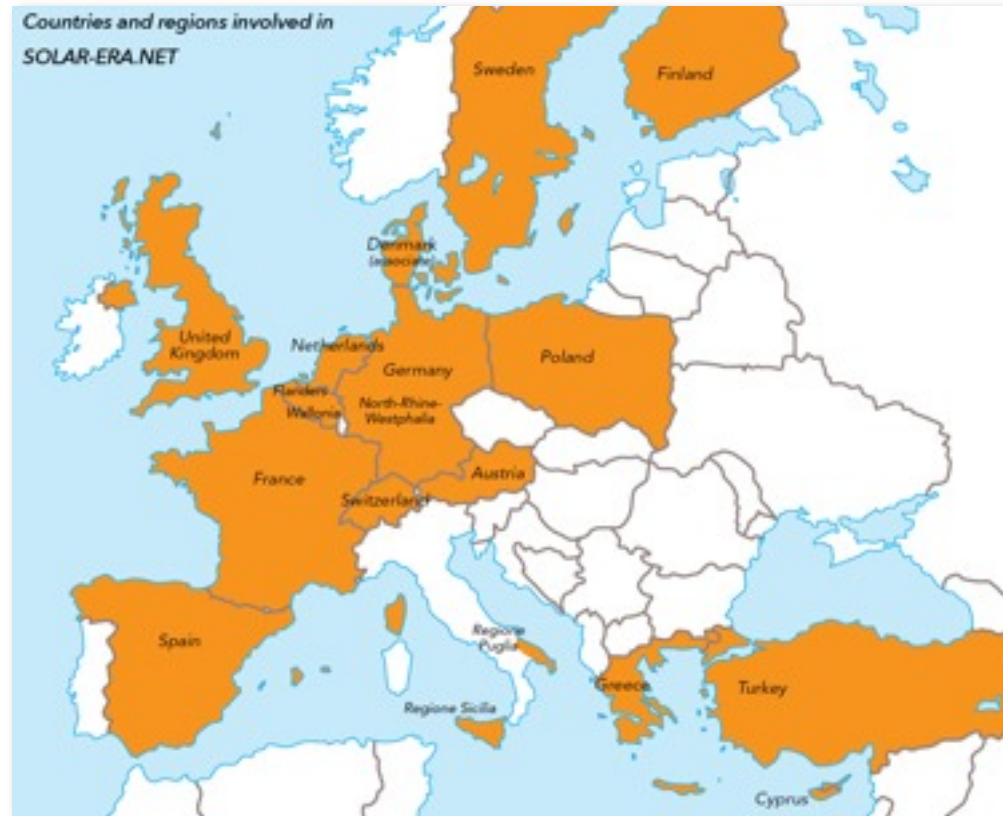 Countries and regions involved in
SOLAR-ERA.NET
Sweden
Finland
Denmark
(associate)
United
Kingdom
Netherlands
Germany
Poland
Flanders
Wallonia
North-Rhine-
Westphalia
France
Austria
Switzerland
Spain
Regione
Puglia
Greece
Turkey
Regione Sicilia
Cyprus